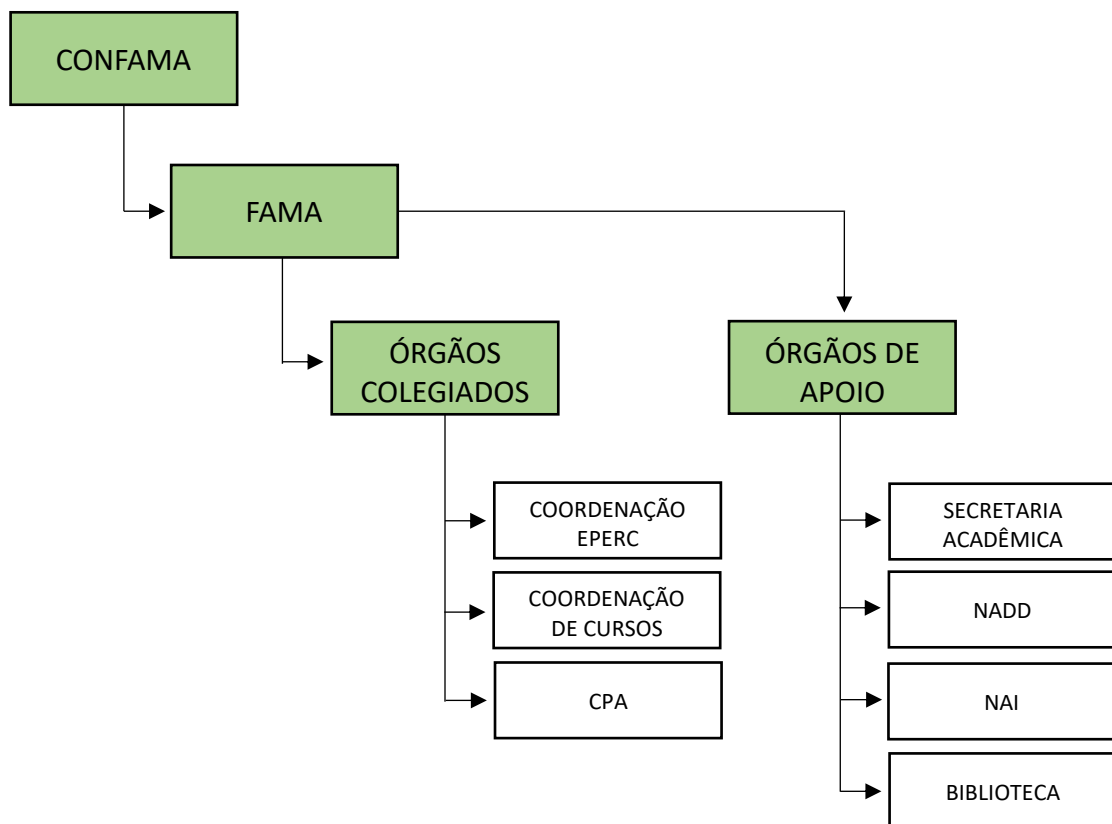 CONFAMA
FAMA
ÓRGÃOS
COLEGIADOS
ÓRGÃOS DE
APOIO
COORDENAÇÃO
EPERC
COORDENAÇÃO
DE CURSOS
CPA
SECRETARIA
ACADÊMICA
NADD
NAI
BIBLIOTECA